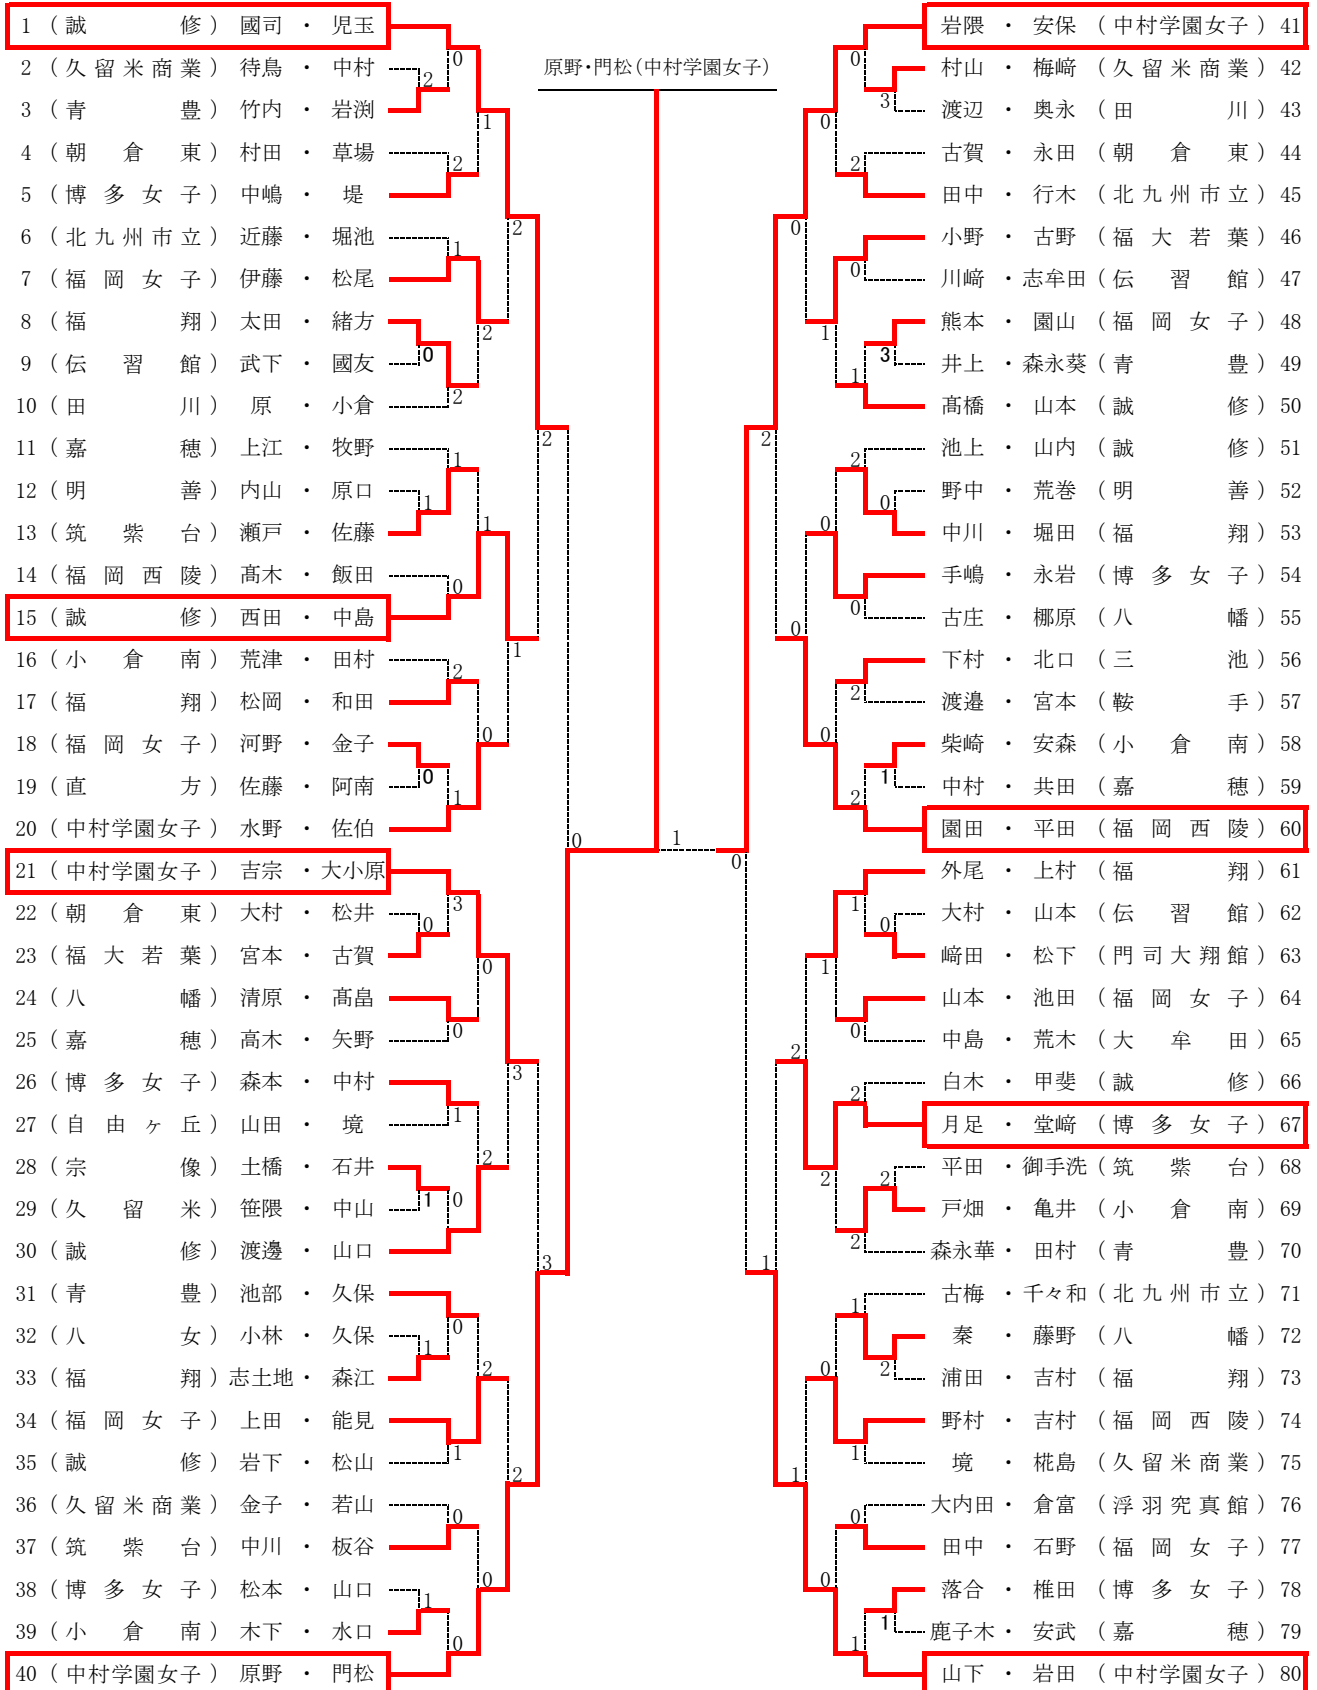 原野・門松(中村学園女子)
1 (誠修) 國司・児玉
2 (久留米商業) 待鳥・中村
3 (青豊) 竹内・岩渕
4 (朝倉東) 村田・草場
5 (博多女子) 中嶋・堤
6 (北九州市立) 近藤・堀池
7 (福岡女子) 伊藤・松尾
8 (福翔) 太田・緒方
9 (伝習館) 武下・國友
10 (田川) 原・小倉
11 (嘉穂) 上江・牧野
12 (明善) 内山・原口
13 (筑紫台) 瀬戸・佐藤
14 (福岡西陵) 髙木・飯田
15 (誠修) 西田・中島
16 (小倉南) 荒津・田村
17 (福翔) 松岡・和田
18 (福岡女子) 河野・金子
19 (直方) 佐藤・阿南
20 (中村学園女子) 水野・佐伯
21 (中村学園女子) 吉宗・大小原
22 (朝倉東) 大村・松井
23 (福大若葉) 宮本・古賀
24 (八幡) 清原・髙畠
25 (嘉穂) 高木・矢野
26 (博多女子) 森本・中村
27 (自由ヶ丘) 山田・境
28 (宗像) 土橋・石井
29 (久留米) 笹隈・中山
30 (誠修) 渡邊・山口
31 (青豊) 池部・久保
32 (八女) 小林・久保
33 (福翔) 志土地・森江
34 (福岡女子) 上田・能見
35 (誠修) 岩下・松山
36 (久留米商業) 金子・若山
37 (筑紫台) 中川・板谷
38 (博多女子) 松本・山口
39 (小倉南) 木下・水口
40 (中村学園女子) 原野・門松
岩隈・安保 (中村学園女子) 41
村山・梅﨑 (久留米商業) 42
渡辺・奥永 (田川) 43
古賀・永田 (朝倉東) 44
田中・行木 (北九州市立) 45
小野・古野 (福大若葉) 46
川﨑・志牟田 (伝習館) 47
熊本・園山 (福岡女子) 48
井上・森永葵 (青豊) 49
髙橋・山本 (誠修) 50
池上・山内 (誠修) 51
野中・荒巻 (明善) 52
中川・堀田 (福翔) 53
手嶋・永岩 (博多女子) 54
古庄・梛原 (八幡) 55
下村・北口 (三池) 56
渡邉・宮本 (鞍手) 57
柴崎・安森 (小倉南) 58
中村・共田 (嘉穂) 59
園田・平田 (福岡西陵) 60
外尾・上村 (福翔) 61
大村・山本 (伝習館) 62
﨑田・松下 (門司大翔館) 63
山本・池田 (福岡女子) 64
中島・荒木 (大牟田) 65
白木・甲斐 (誠修) 66
月足・堂﨑 (博多女子) 67
平田・御手洗 (筑紫台) 68
戸畑・亀井 (小倉南) 69
森永華・田村 (青豊) 70
古梅・千々和 (北九州市立) 71
秦・藤野 (八幡) 72
浦田・吉村 (福翔) 73
野村・吉村 (福岡西陵) 74
境・椛島 (久留米商業) 75
大内田・倉富 (浮羽究真館) 76
田中・石野 (福岡女子) 77
落合・椎田 (博多女子) 78
鹿子木・安武 (嘉穂) 79
山下・岩田 (中村学園女子) 80